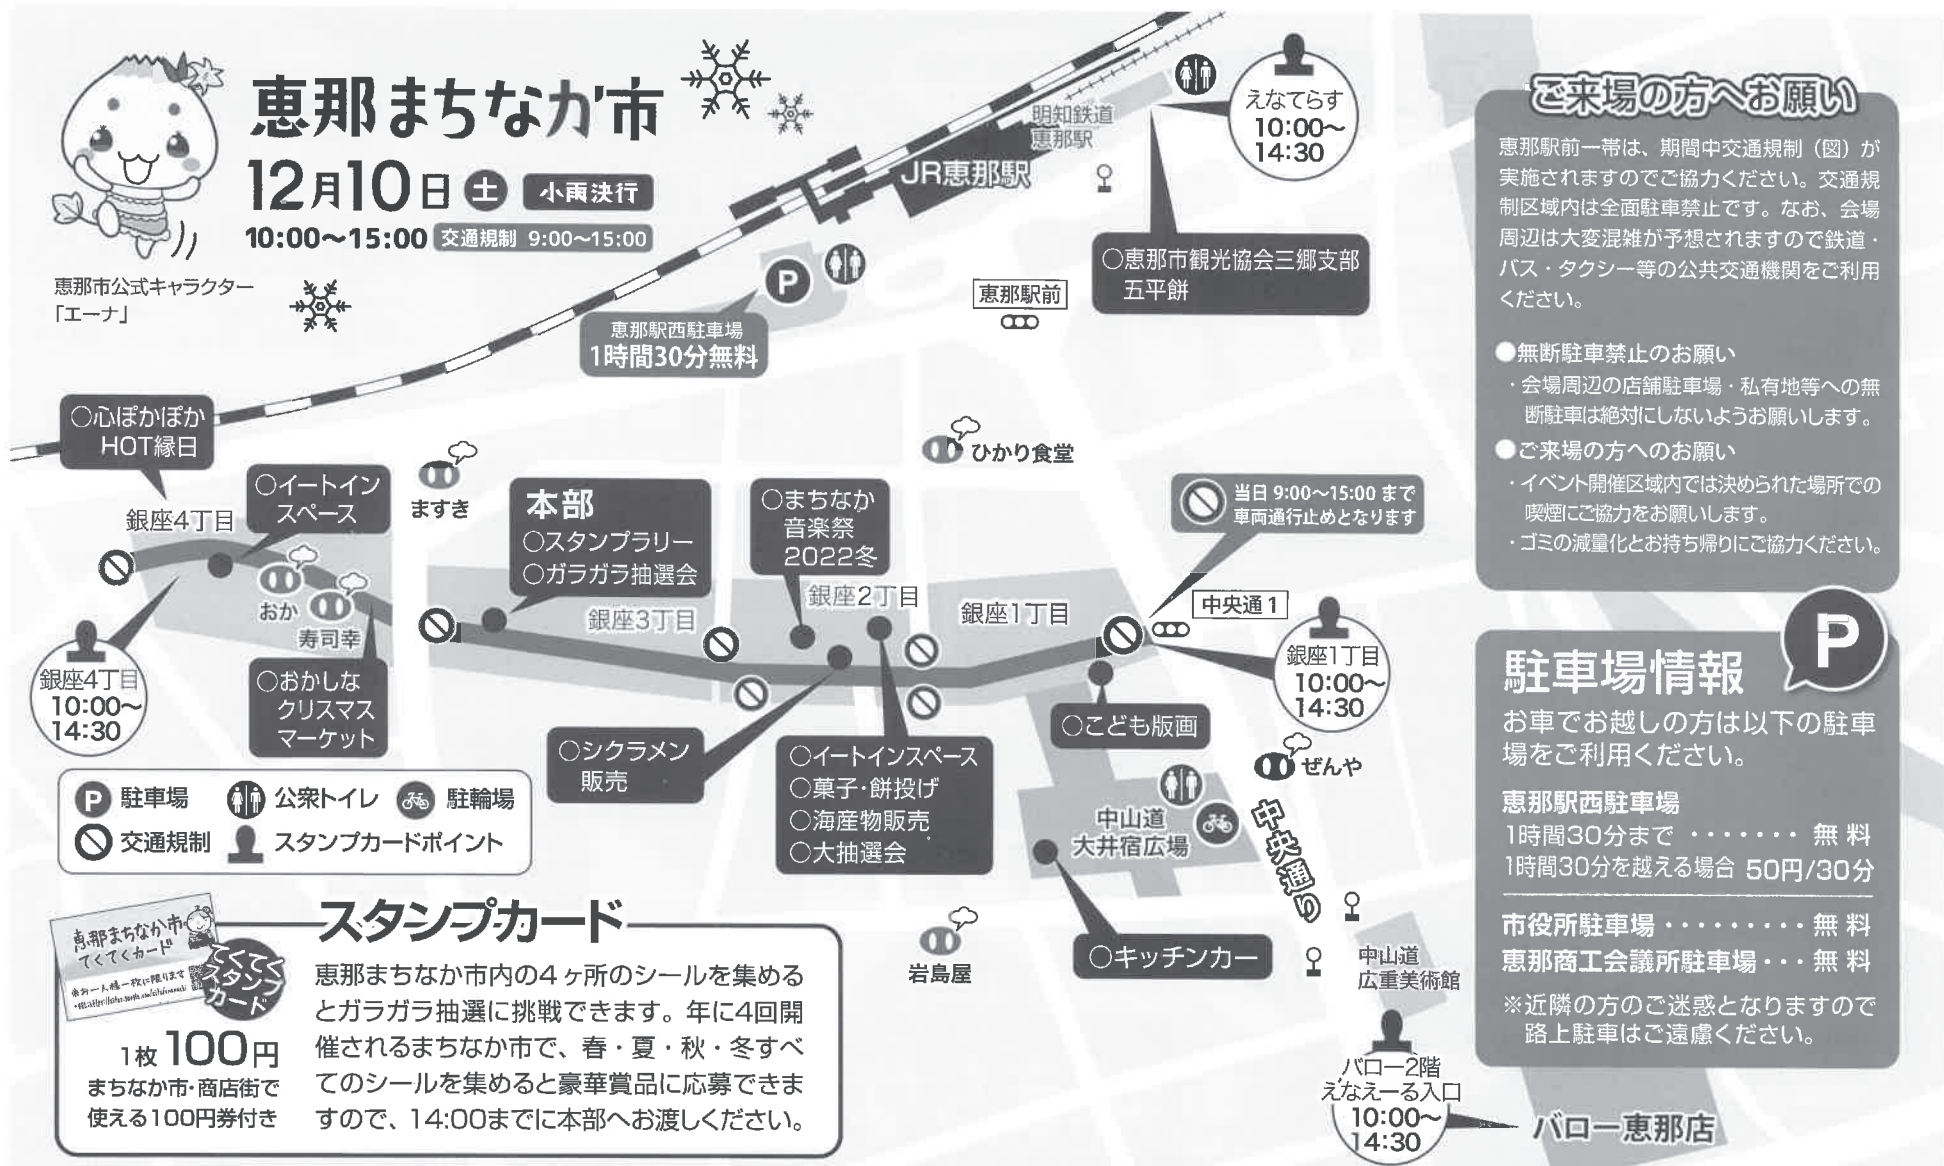 恵那まちなか市
12月10日 土 小雨決行
10:00〜15:00 交通規制 9:00〜15:00
恵那市公式キャラクター
「エーナ」
明知鉄道
恵那駅
JR恵那駅
えなてらす
10:00〜
14:30
○恵那市観光協会三郷支部
五平餅
恵那駅前
P
恵那駅西駐車場
1時間30分無料
○心ぽかぽか
HOT縁日
銀座4丁目
○イートイン
スペース
ますき
おか
寿司幸
銀座4丁目
10:00〜
14:30
○おかしな
クリスマス
マーケット
本部
○スタンプラリー
○ガラガラ抽選会
銀座3丁目
○まちなか
音楽祭
2022冬
銀座2丁目
ひかり食堂
銀座1丁目
当日 9:00〜15:00 まで
車両通行止めとなります
中央通1
銀座1丁目
10:00〜
14:30
○シクラメン
販売
○イートインスペース
○菓子・餅投げ
○海産物販売
○大抽選会
○こども版画
ぜんや
中山道
大井宿広場
中央通り
○キッチンカー
岩島屋
中山道
広重美術館
バロー2階
えなえーる入口
10:00〜
14:30
バロー恵那店
P 駐車場 公衆トイレ 駐輪場
交通規制 スタンプカードポイント
スタンプカード
恵那まちなか市
てくてくカード
※お一人様一枚に限ります
てくてく
スタンプ
カード
1枚100円
まちなか市・商店街で
使える100円券付き
恵那まちなか市内の4ヶ所のシールを集める
とガラガラ抽選に挑戦できます。年に4回開
催されるまちなか市で、春・夏・秋・冬すべ
てのシールを集めると豪華賞品に応募できま
すので、14:00までに本部へお渡しください。
ご来場の方へお願い
恵那駅前一帯は、期間中交通規制（図）が
実施されますのでご協力ください。交通規
制区域内は全面駐車禁止です。なお、会場
周辺は大変混雑が予想されますので鉄道・
バス・タクシー等の公共交通機関をご利用
ください。
●無断駐車禁止のお願い
・会場周辺の店舗駐車場・私有地等への無
断駐車は絶対にしないようお願いします。
●ご来場の方へのお願い
・イベント開催区域内では決められた場所での
喫煙にご協力をお願いします。
・ゴミの減量化とお持ち帰りにご協力ください。
P
駐車場情報
お車でお越しの方は以下の駐車
場をご利用ください。
恵那駅西駐車場
1時間30分まで ・・・・・・・ 無料
1時間30分を越える場合 50円/30分
市役所駐車場・・・・・・・・・無料
恵那商工会議所駐車場・・・無料
※近隣の方のご迷惑となりますので
路上駐車はご遠慮ください。